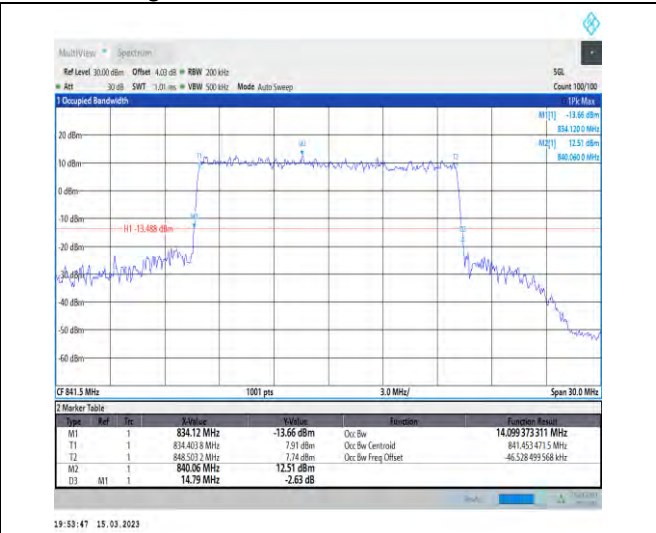 MultiView Spectrum
Ref Level 30.00 dBm Offset 4.03 dB RBW 200 kHz SGL
Att 30 dB SWT 1.01 ms VBW 500 kHz Mode Auto Sweep Count 100/100
1 Occupied Bandwidth 1Pk Max
M1[1] -13.66 dBm
834.120 0 MHz
M2[1] 12.51 dBm
840.060 0 MHz
20 dBm
M2
T1 T2
10 dBm
0 dBm
-10 dBm
M1
H1 -13.488 dBm
-20 dBm
-30 dBm
-40 dBm
-50 dBm
-60 dBm
CF 841.5 MHz 1001 pts 3.0 MHz/ Span 30.0 MHz
2 Marker Table
Type Ref Trc X-Value Y-Value Function Function Result
M1 1 834.12 MHz -13.66 dBm Occ Bw 14.099 373 311 MHz
T1 1 834.403 8 MHz 7.91 dBm Occ Bw Centroid 841.453 471 5 MHz
T2 1 848.503 2 MHz 7.74 dBm Occ Bw Freq Offset -46.528 499 568 kHz
M2 1 840.06 MHz 12.51 dBm
D3 M1 1 14.79 MHz -2.63 dB
19:53:47 15.03.2023